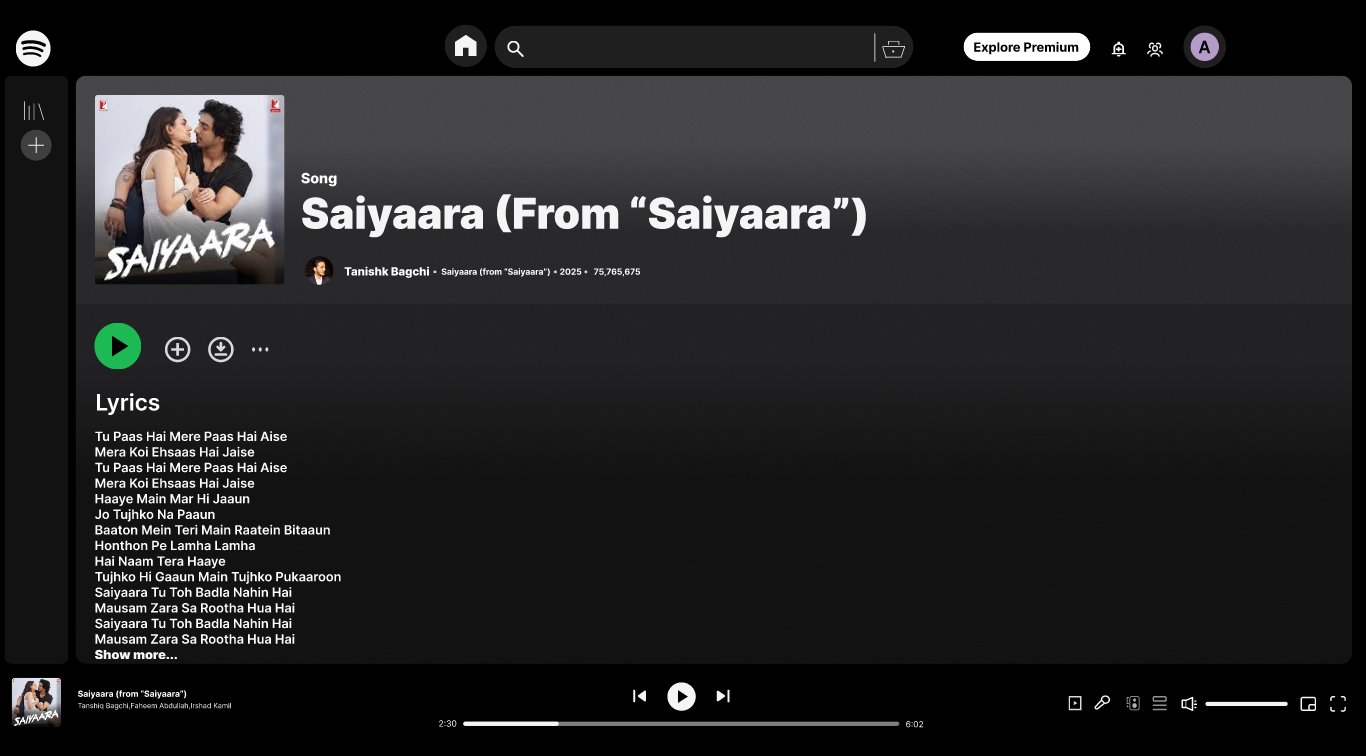 Explore Premium
A
SAIYAARA
Song
Saiyaara (From “Saiyaara”)
Tanishk Bagchi • Saiyaara (from “Saiyaara”) • 2025 • 75,765,675
Lyrics
Tu Paas Hai Mere Paas Hai Aise
Mera Koi Ehsaas Hai Jaise
Tu Paas Hai Mere Paas Hai Aise
Mera Koi Ehsaas Hai Jaise
Haaye Main Mar Hi Jaaun
Jo Tujhko Na Paaun
Baaton Mein Teri Main Raatein Bitaaun
Honthon Pe Lamha Lamha
Hai Naam Tera Haaye
Tujhko Hi Gaaun Main Tujhko Pukaaroon
Saiyaara Tu Toh Badla Nahin Hai
Mausam Zara Sa Rootha Hua Hai
Saiyaara Tu Toh Badla Nahin Hai
Mausam Zara Sa Rootha Hua Hai
Show more...
SAIYAARA
Saiyaara (from “Saiyaara”)
Tanshiq Bagchi,Faheem Abdullah,Irshad Kamil
2:30
6:02